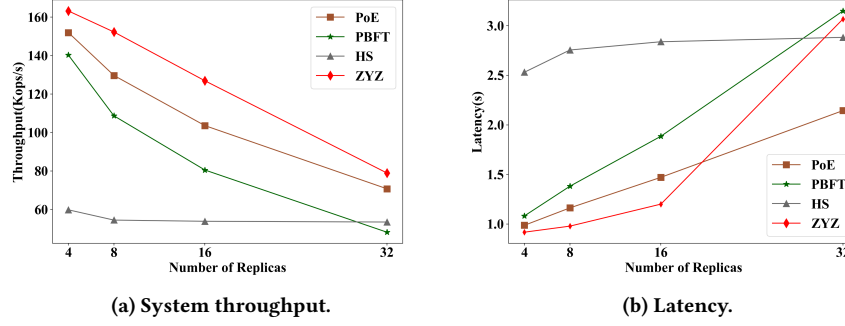 160
140
120
100
80
60
Throughput(Kops/s)
PoE
PBFT
HS
ZYZ
4 8 16 32
Number of Replicas
(a) System throughput.
3.0
2.5
2.0
1.5
1.0
Latency(s)
PoE
PBFT
HS
ZYZ
4 8 16 32
Number of Replicas
(b) Latency.